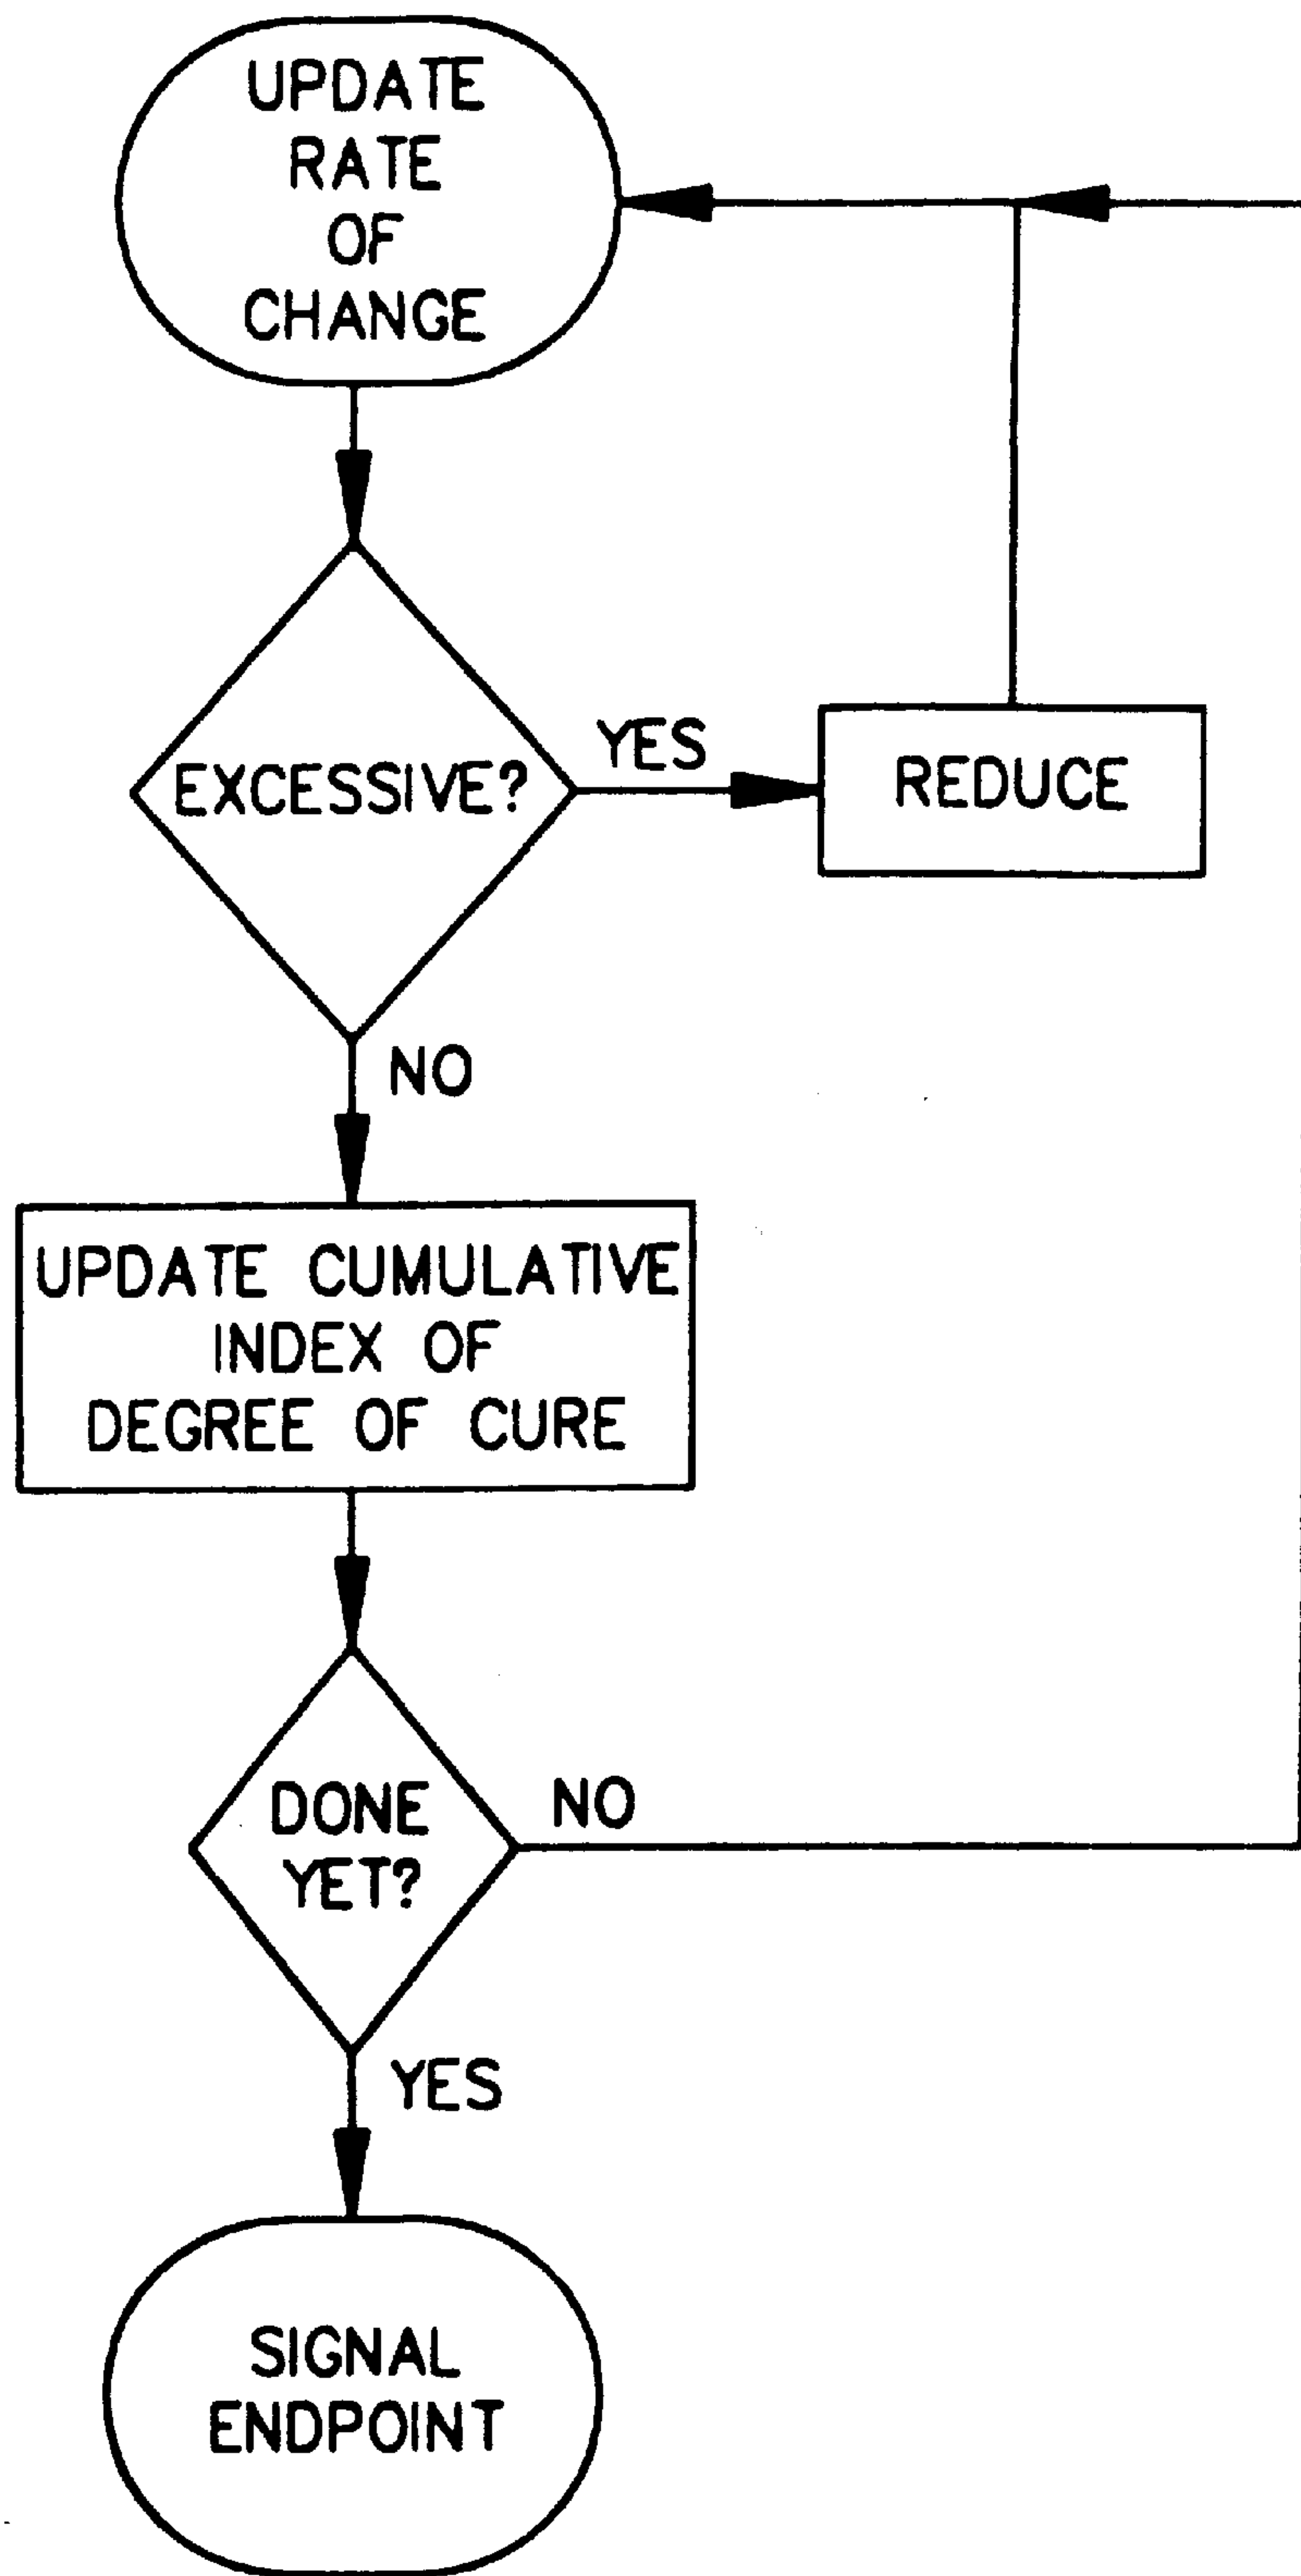 UPDATE
RATE
OF
CHANGE
EXCESSIVE?
YES
REDUCE
NO
UPDATE CUMULATIVE
INDEX OF
DEGREE OF CURE
DONE
YET?
NO
YES
SIGNAL
ENDPOINT